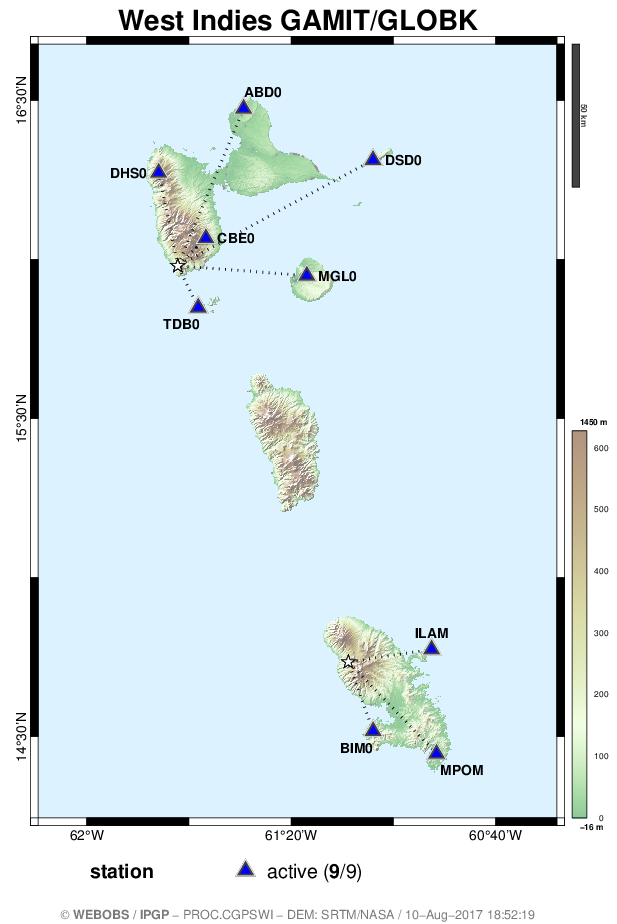 West Indies GAMIT/GLOBK
16°30'N
50 km
ABD0
DSD0
DHS0
CBE0
MGL0
TDB0
15°30'N
1450 m
600
500
400
300
200
100
0
−16 m
ILAM
14°30'N
BIM0
MPOM
62°W
61°20'W
60°40'W
station active (9/9)
© WEBOBS / IPGP − PROC.CGPSWI − DEM: SRTM/NASA / 10−Aug−2017 18:52:19